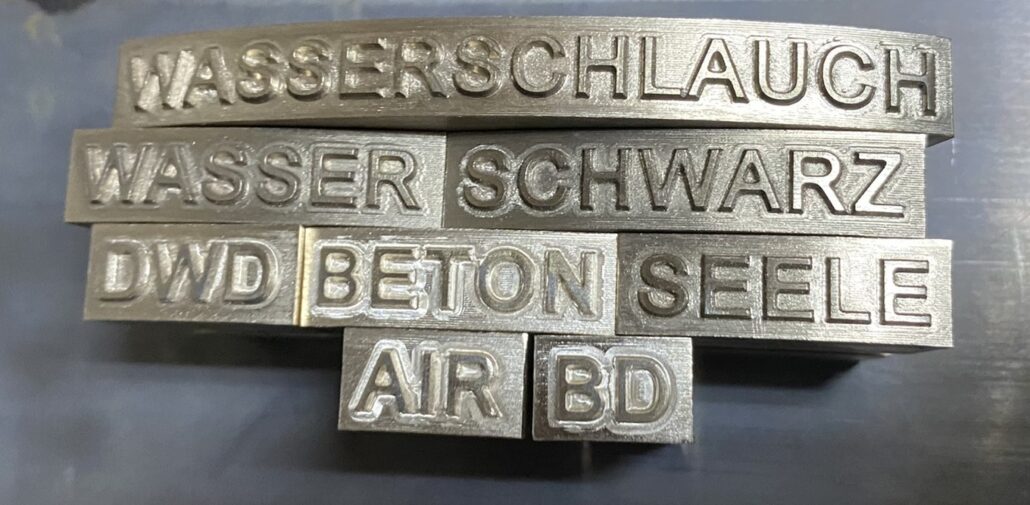 WASSERSCHLAUCH
WASSER SCHWARZ
DWD BETON SEELE
AIR BD